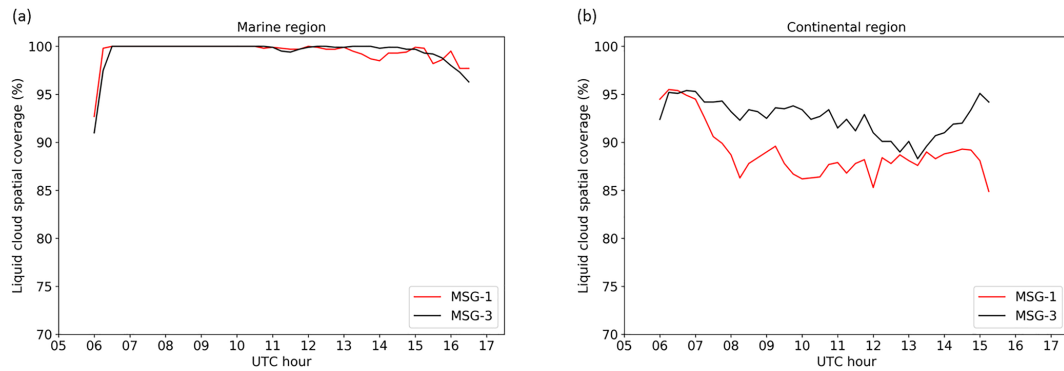 (a)
Marine region
Liquid cloud spatial coverage (%)
100
95
90
85
80
75
70
05 06 07 08 09 10 11 12 13 14 15 16 17
UTC hour
MSG-1
MSG-3
(b)
Continental region
Liquid cloud spatial coverage (%)
100
95
90
85
80
75
70
05 06 07 08 09 10 11 12 13 14 15 16 17
UTC hour
MSG-1
MSG-3